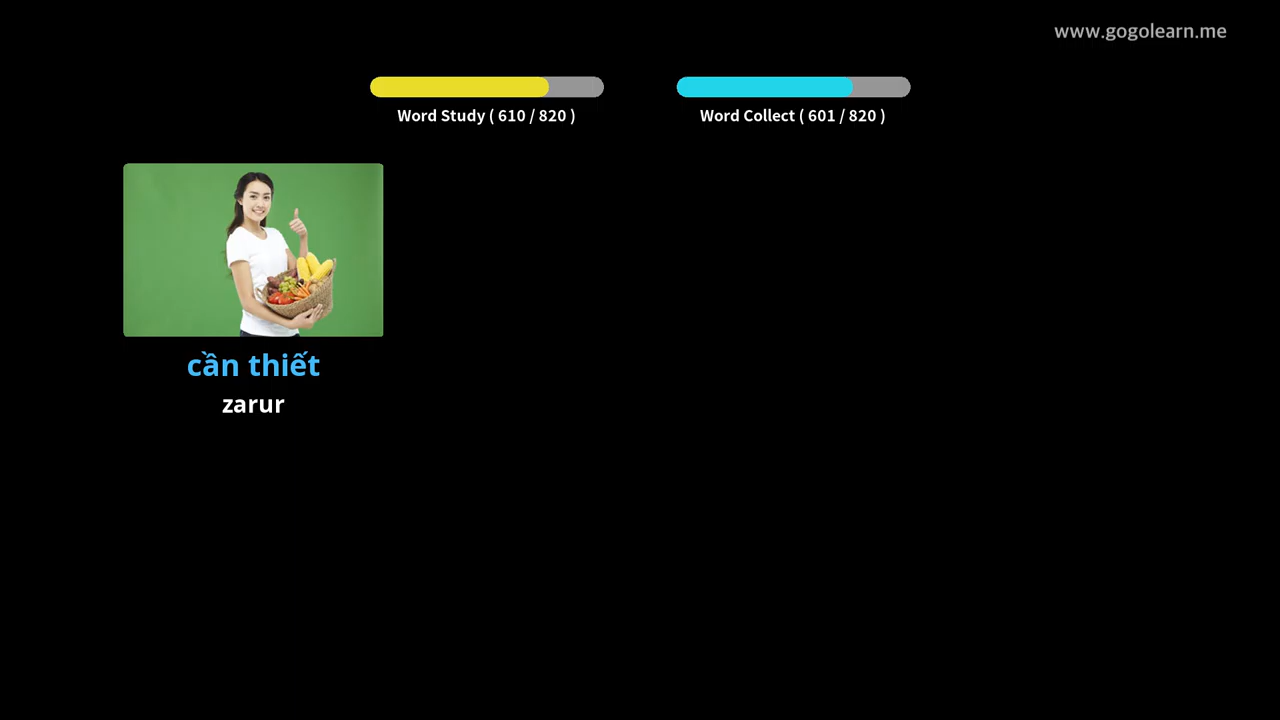 www.gogolearn.me
Word Study ( 610 / 820 )
Word Collect ( 601 / 820 )
cần thiết
zarur